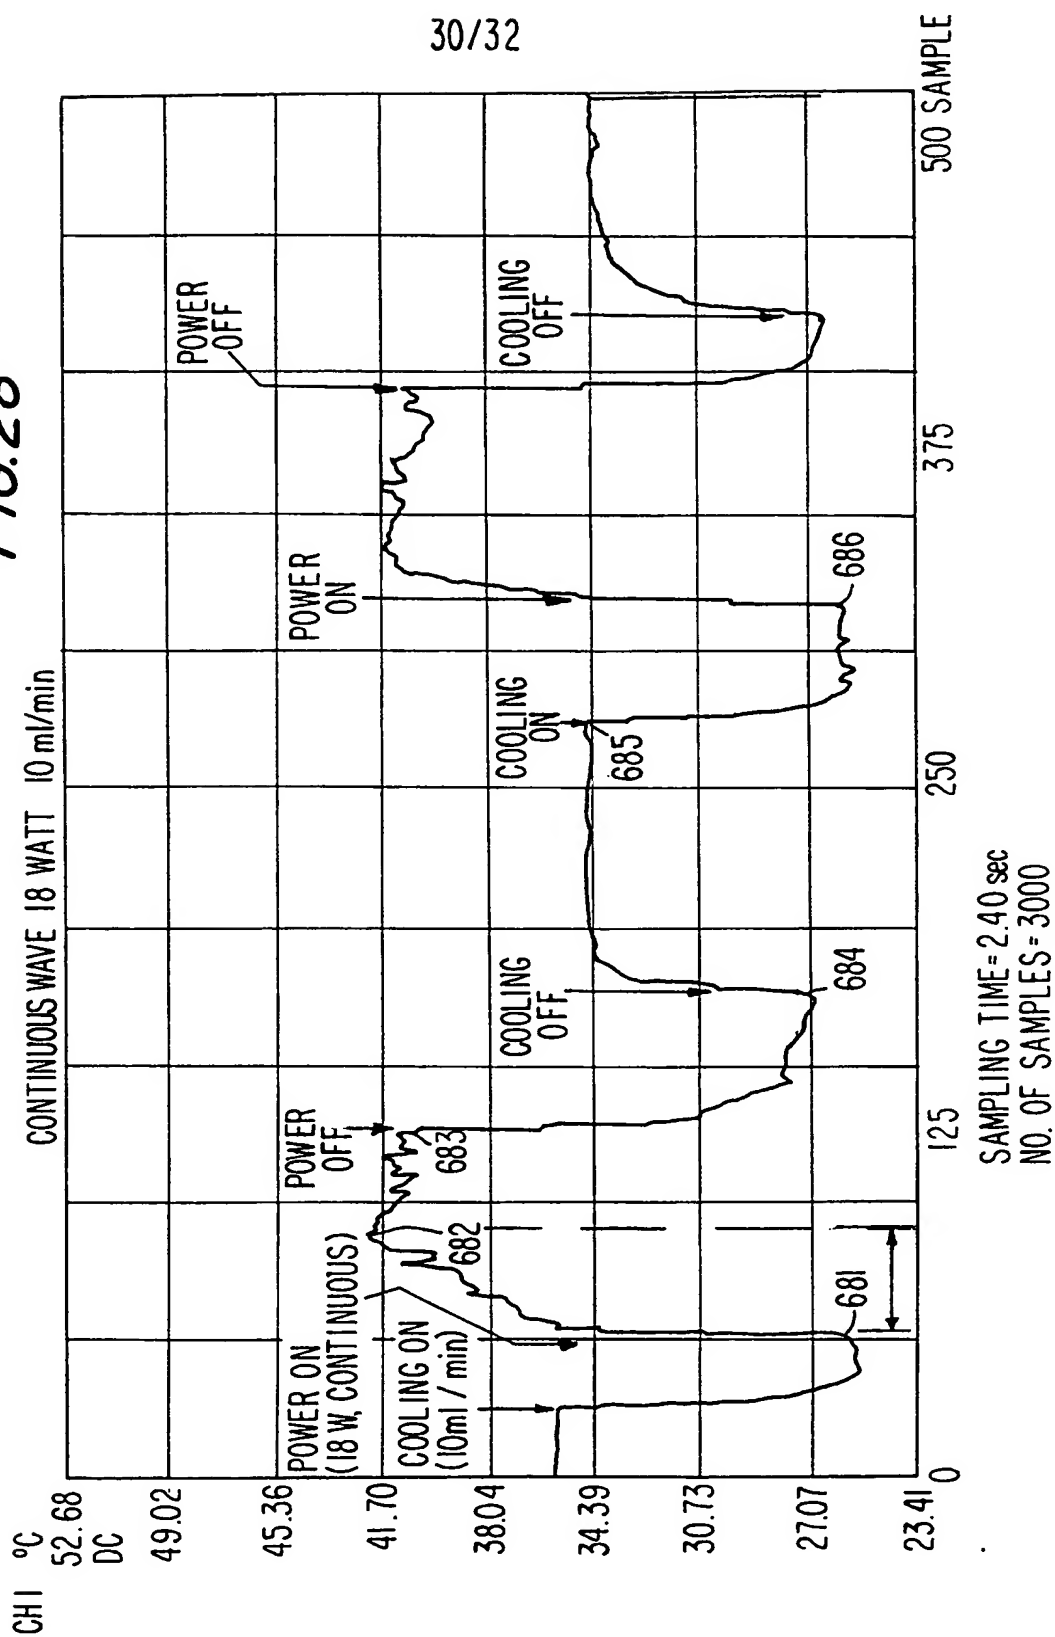 30/32
CONTINUOUS WAVE 18 WATT 10 ml/min
CH1 °C
52.68
DC
49.02
45.36
41.70
38.04
34.39
30.73
27.07
23.41
POWER ON
(18 W, CONTINUOUS)
COOLING ON
(10ml / min)
POWER
OFF
COOLING
OFF
COOLING
ON
POWER
ON
POWER
OFF
COOLING
OFF
681
682
683
684
685
686
0
125
250
375
500 SAMPLE
SAMPLING TIME = 2.40 sec
NO. OF SAMPLES = 3000